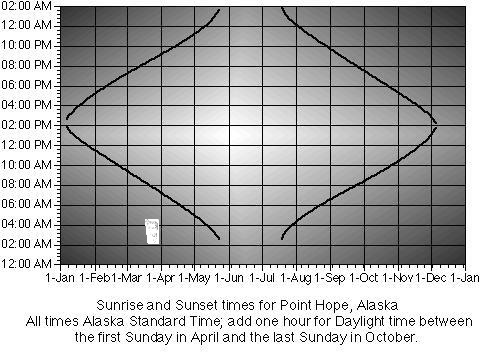 02:00 AM
12:00 AM
10:00 PM
08:00 PM
06:00 PM
04:00 PM
02:00 PM
12:00 PM
10:00 AM
08:00 AM
06:00 AM
04:00 AM
02:00 AM
12:00 AM
1-Jan 1-Feb 1-Mar 1-Apr 1-May 1-Jun 1-Jul 1-Aug 1-Sep 1-Oct 1-Nov 1-Dec 1-Jan
Sunrise and Sunset times for Point Hope, Alaska
All times Alaska Standard Time; add one hour for Daylight time between
the first Sunday in April and the last Sunday in October.